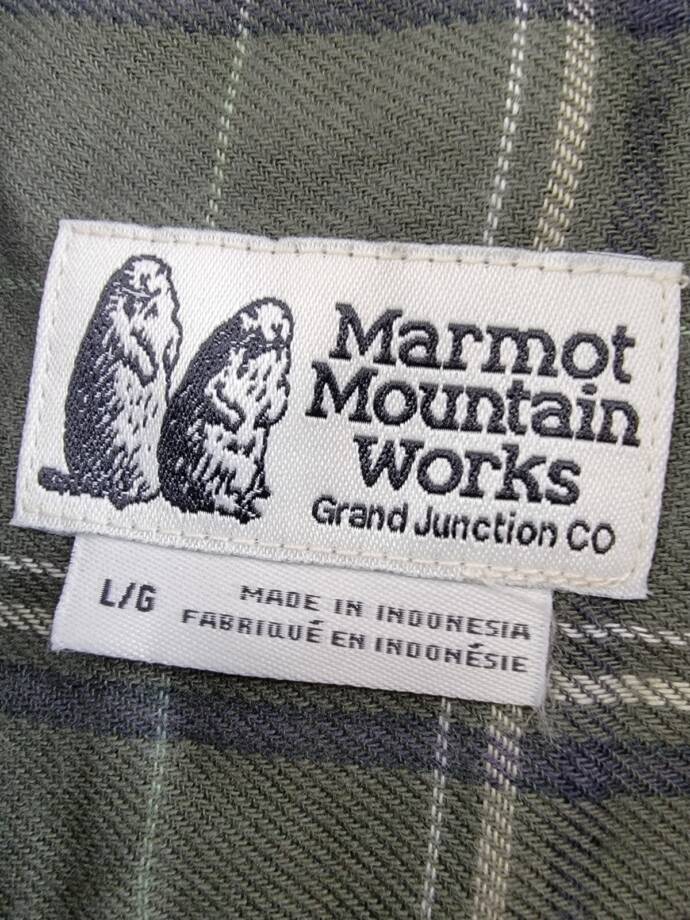 Marmot
Mountain
Works
Grand Junction CO
L/G
MADE IN INDONESIA
FABRIQUÉ EN INDONÉSIE